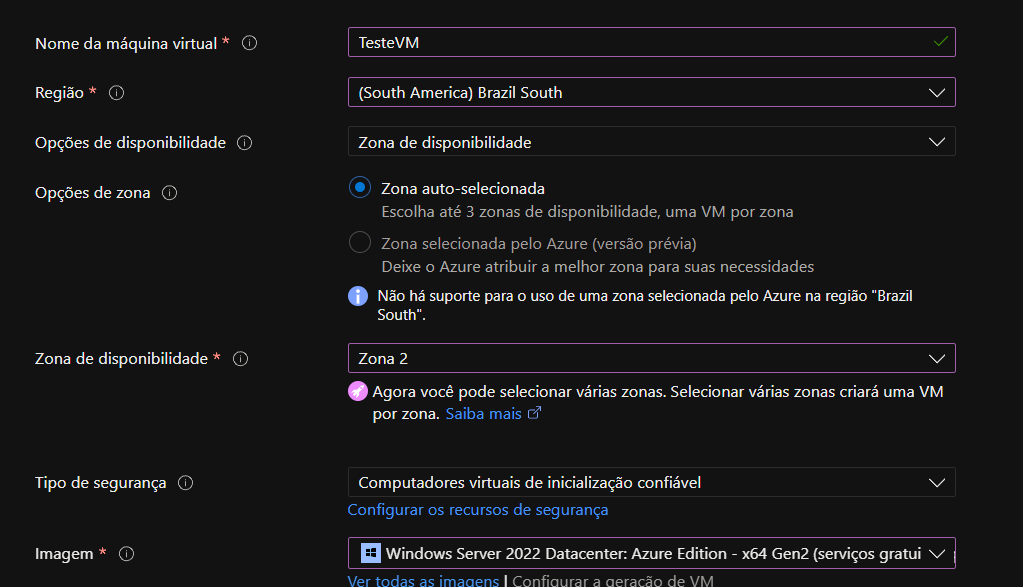 Nome da máquina virtual * TesteVM
Região * (South America) Brazil South
Opções de disponibilidade Zona de disponibilidade
Opções de zona Zona auto-selecionada
Escolha até 3 zonas de disponibilidade, uma VM por zona
Zona selecionada pelo Azure (versão prévia)
Deixe o Azure atribuir a melhor zona para suas necessidades
Não há suporte para o uso de uma zona selecionada pelo Azure na região "Brazil
South".
Zona de disponibilidade * Zona 2
Agora você pode selecionar várias zonas. Selecionar várias zonas criará uma VM
por zona. Saiba mais
Tipo de segurança Computadores virtuais de inicialização confiável
Configurar os recursos de segurança
Imagem * Windows Server 2022 Datacenter: Azure Edition - x64 Gen2 (serviços gratui
Ver todas as imagens | Configurar a geração de VM